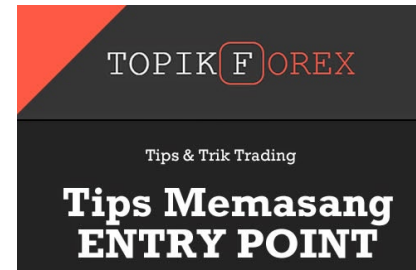 TOPIKFOREX
Tips & Trik Trading
Tips Memasang
ENTRY POINT